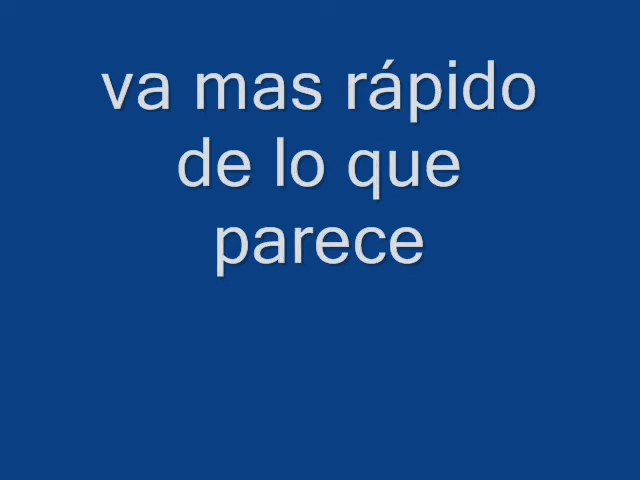 va mas rápido
de lo que
parece